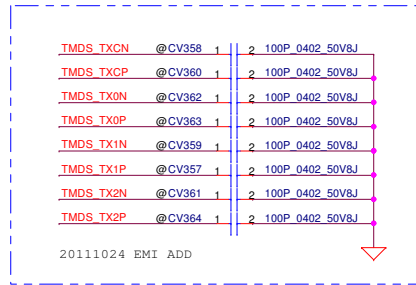 TMDS_TXCN @CV358 1 2 100P_0402_50V8J
TMDS_TXCP @CV360 1 2 100P_0402_50V8J
TMDS_TX0N @CV362 1 2 100P_0402_50V8J
TMDS_TX0P @CV363 1 2 100P_0402_50V8J
TMDS_TX1N @CV359 1 2 100P_0402_50V8J
TMDS_TX1P @CV357 1 2 100P_0402_50V8J
TMDS_TX2N @CV361 1 2 100P_0402_50V8J
TMDS_TX2P @CV364 1 2 100P_0402_50V8J
20111024 EMI ADD